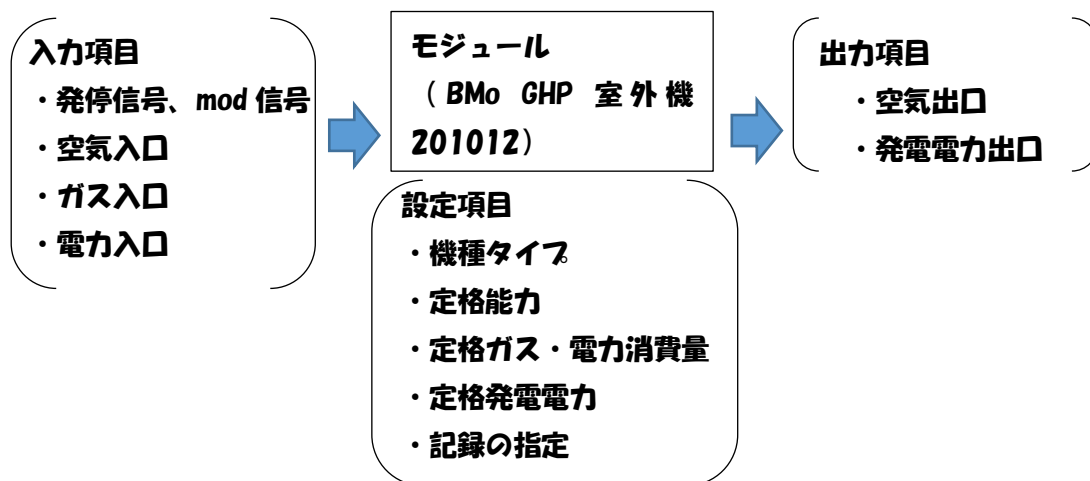 入力項目
・発停信号、mod 信号
・空気入口
・ガス入口
・電力入口
モジュール
（BMo GHP 室外機
201012）
設定項目
・機種タイプ
・定格能力
・定格ガス・電力消費量
・定格発電電力
・記録の指定
出力項目
・空気出口
・発電電力出口